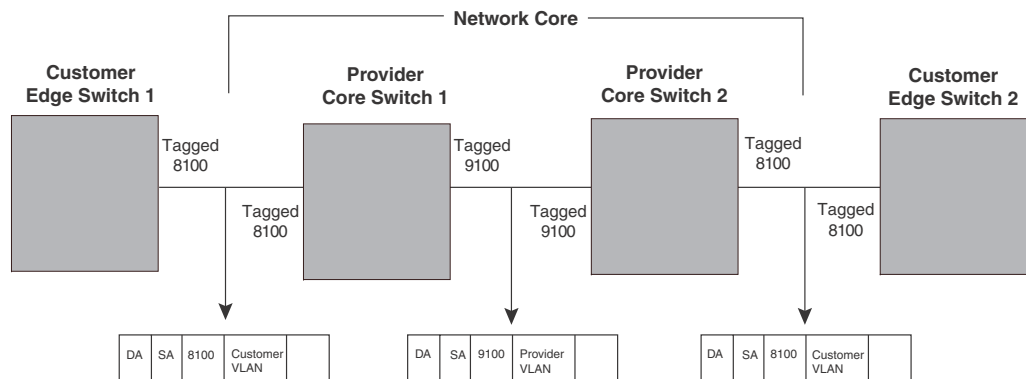 Network Core
Customer
Edge Switch 1
Provider
Core Switch 1
Provider
Core Switch 2
Customer
Edge Switch 2
Tagged
8100
Tagged
8100
Tagged
9100
Tagged
9100
Tagged
8100
Tagged
8100
DA SA 8100 Customer
VLAN
DA SA 9100 Provider
VLAN
DA SA 8100 Customer
VLAN